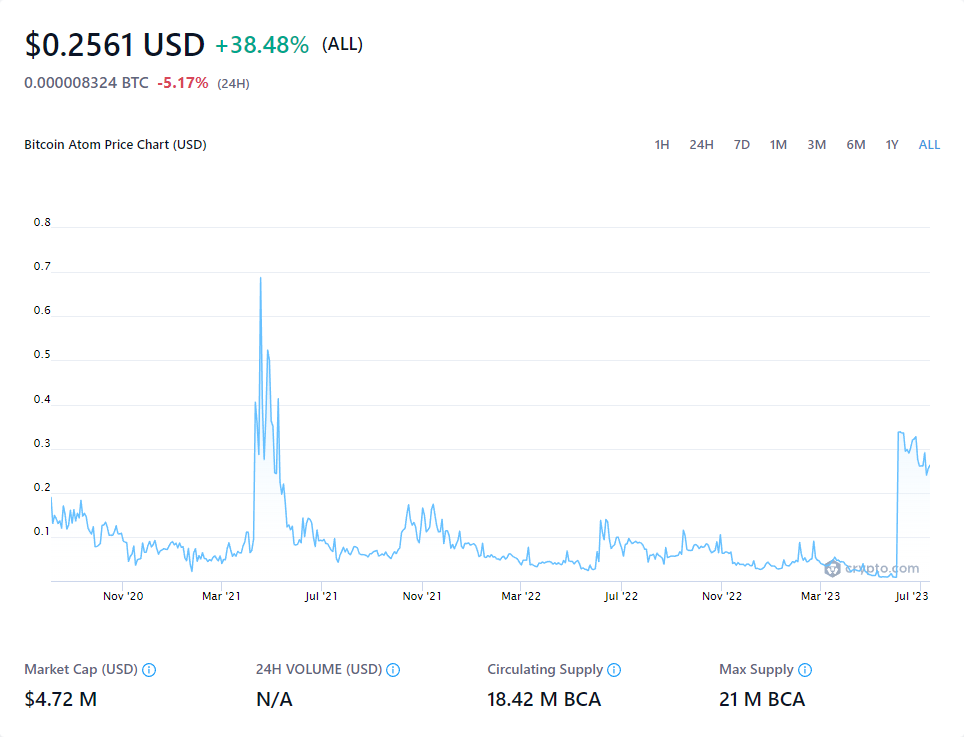 $0.2561 USD +38.48% (ALL)
0.000008324 BTC -5.17% (24H)
Bitcoin Atom Price Chart (USD) 1H 24H 7D 1M 3M 6M 1Y ALL
0.8
0.7
0.6
0.5
0.4
0.3
0.2
0.1
crypto.com
Nov '20 Mar '21 Jul '21 Nov '21 Mar '22 Jul '22 Nov '22 Mar '23 Jul '23
Market Cap (USD) 24H VOLUME (USD) Circulating Supply Max Supply
$4.72 M N/A 18.42 M BCA 21 M BCA